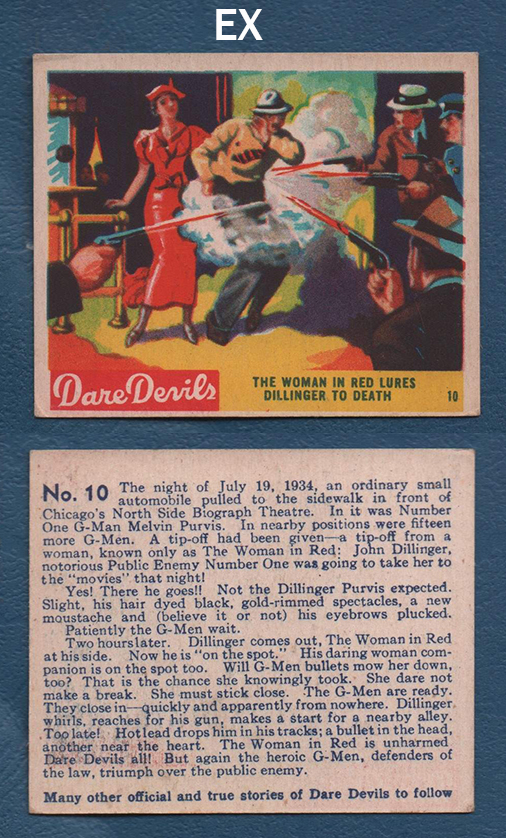 EX
Dare Devils
THE WOMAN IN RED LURES
DILLINGER TO DEATH
10
No. 10 The night of July 19, 1934, an ordinary small
automobile pulled to the sidewalk in front of
Chicago's North Side Biograph Theatre. In it was Number
One G-Man Melvin Purvis. In nearby positions were fifteen
more G-Men. A tip-off had been given—a tip-off from a
woman, known only as The Woman in Red: John Dillinger,
notorious Public Enemy Number One was going to take her to
the "movies" that night!
Yes! There he goes!! Not the Dillinger Purvis expected.
Slight, his hair dyed black, gold-rimmed spectacles, a new
moustache and (believe it or not) his eyebrows plucked.
Patiently the G-Men wait.
Two hours later. Dillinger comes out, The Woman in Red
at his side. Now he is "on the spot." His daring woman com-
panion is on the spot too. Will G-Men bullets mow her down,
too? That is the chance she knowingly took. She dare not
make a break. She must stick close. The G-Men are ready.
They close in—quickly and apparently from nowhere. Dillinger
whirls, reaches for his gun, makes a start for a nearby alley.
Too late! Hot lead drops him in his tracks; a bullet in the head,
another near the heart. The Woman in Red is unharmed
Dare Devils all! But again the heroic G-Men, defenders of
the law, triumph over the public enemy.
Many other official and true stories of Dare Devils to follow